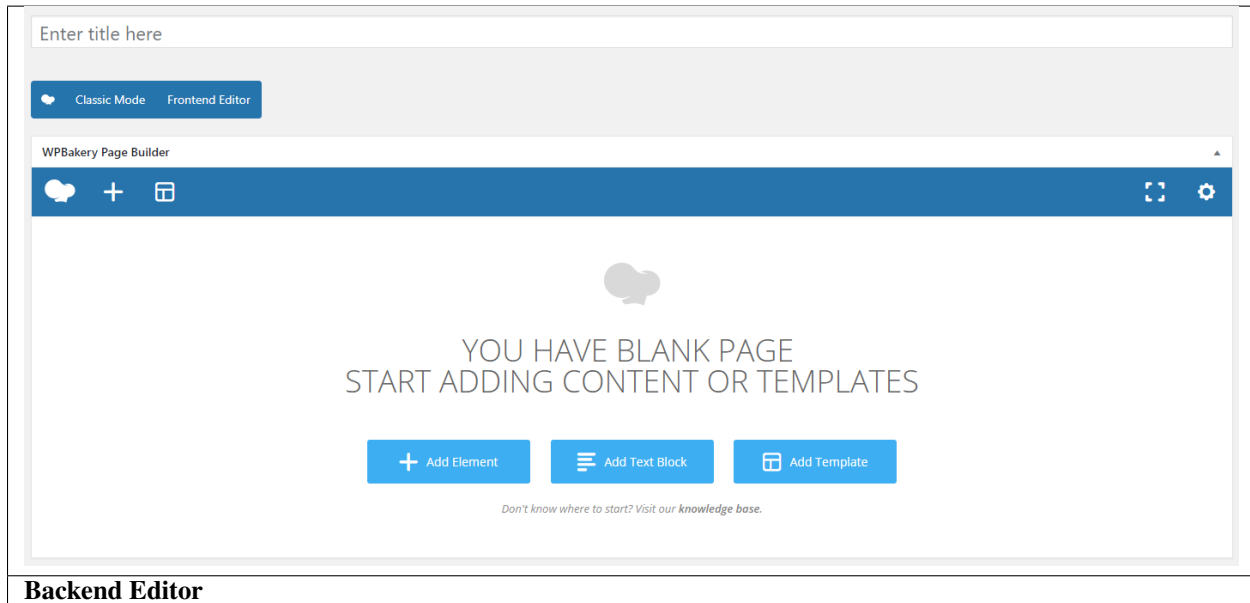 Enter title here
Classic Mode Frontend Editor
WPBakery Page Builder
YOU HAVE BLANK PAGE
START ADDING CONTENT OR TEMPLATES
Add Element Add Text Block Add Template
Don't know where to start? Visit our knowledge base.
Backend Editor